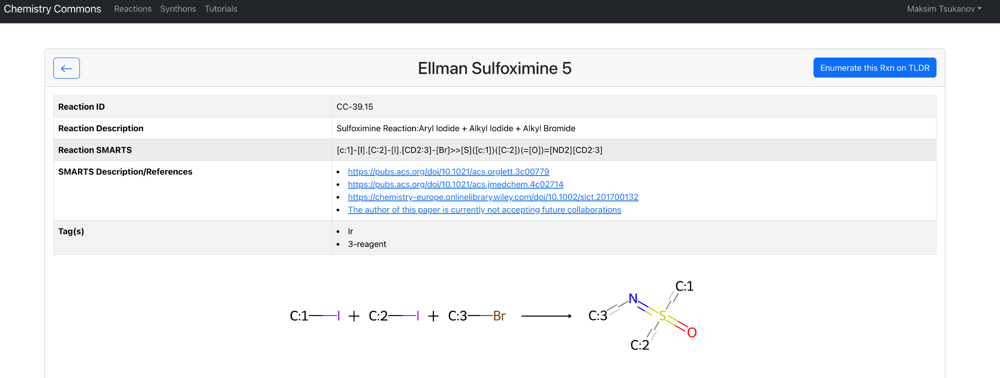 Chemistry Commons Reactions Synthons Tutorials Maksim Tsukanov
Ellman Sulfoximine 5
Enumerate this Rxn on TLDR
Reaction ID CC-39.15
Reaction Description Sulfoximine Reaction:Aryl Iodide + Alkyl Iodide + Alkyl Bromide
Reaction SMARTS [c:1]-[I].[C:2]-[I].[CD2:3]-[Br]>>[S]([c:1])([C:2])(=[O])=[ND2][CD2:3]
SMARTS Description/References
• https://pubs.acs.org/doi/10.1021/acs.orglett.3c00779
• https://pubs.acs.org/doi/10.1021/acs.jmedchem.4c02714
• https://chemistry-europe.onlinelibrary.wiley.com/doi/10.1002/slct.201700132
• The author of this paper is currently not accepting future collaborations
Tag(s)
• Ir
• 3-reagent
C:1 I + C:2 I + C:3 Br
C:1
N
C:3 S
O
C:2